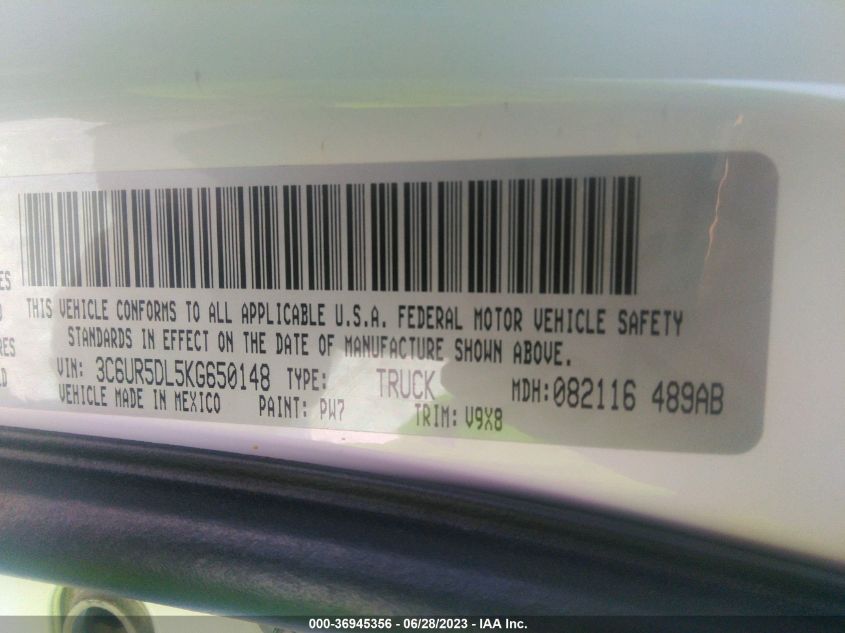 ES
THIS VEHICLE CONFORMS TO ALL APPLICABLE U.S.A. FEDERAL MOTOR VEHICLE SAFETY
RES
STANDARDS IN EFFECT ON THE DATE OF MANUFACTURE SHOWN ABOVE.
VIN: 3C6UR5DL5KG650148 TYPE: TRUCK MDH:082116 489AB
VEHICLE MADE IN MEXICO PAINT: PW7 TRIM: V9X8
000-36945356 - 06/28/2023 - IAA Inc.